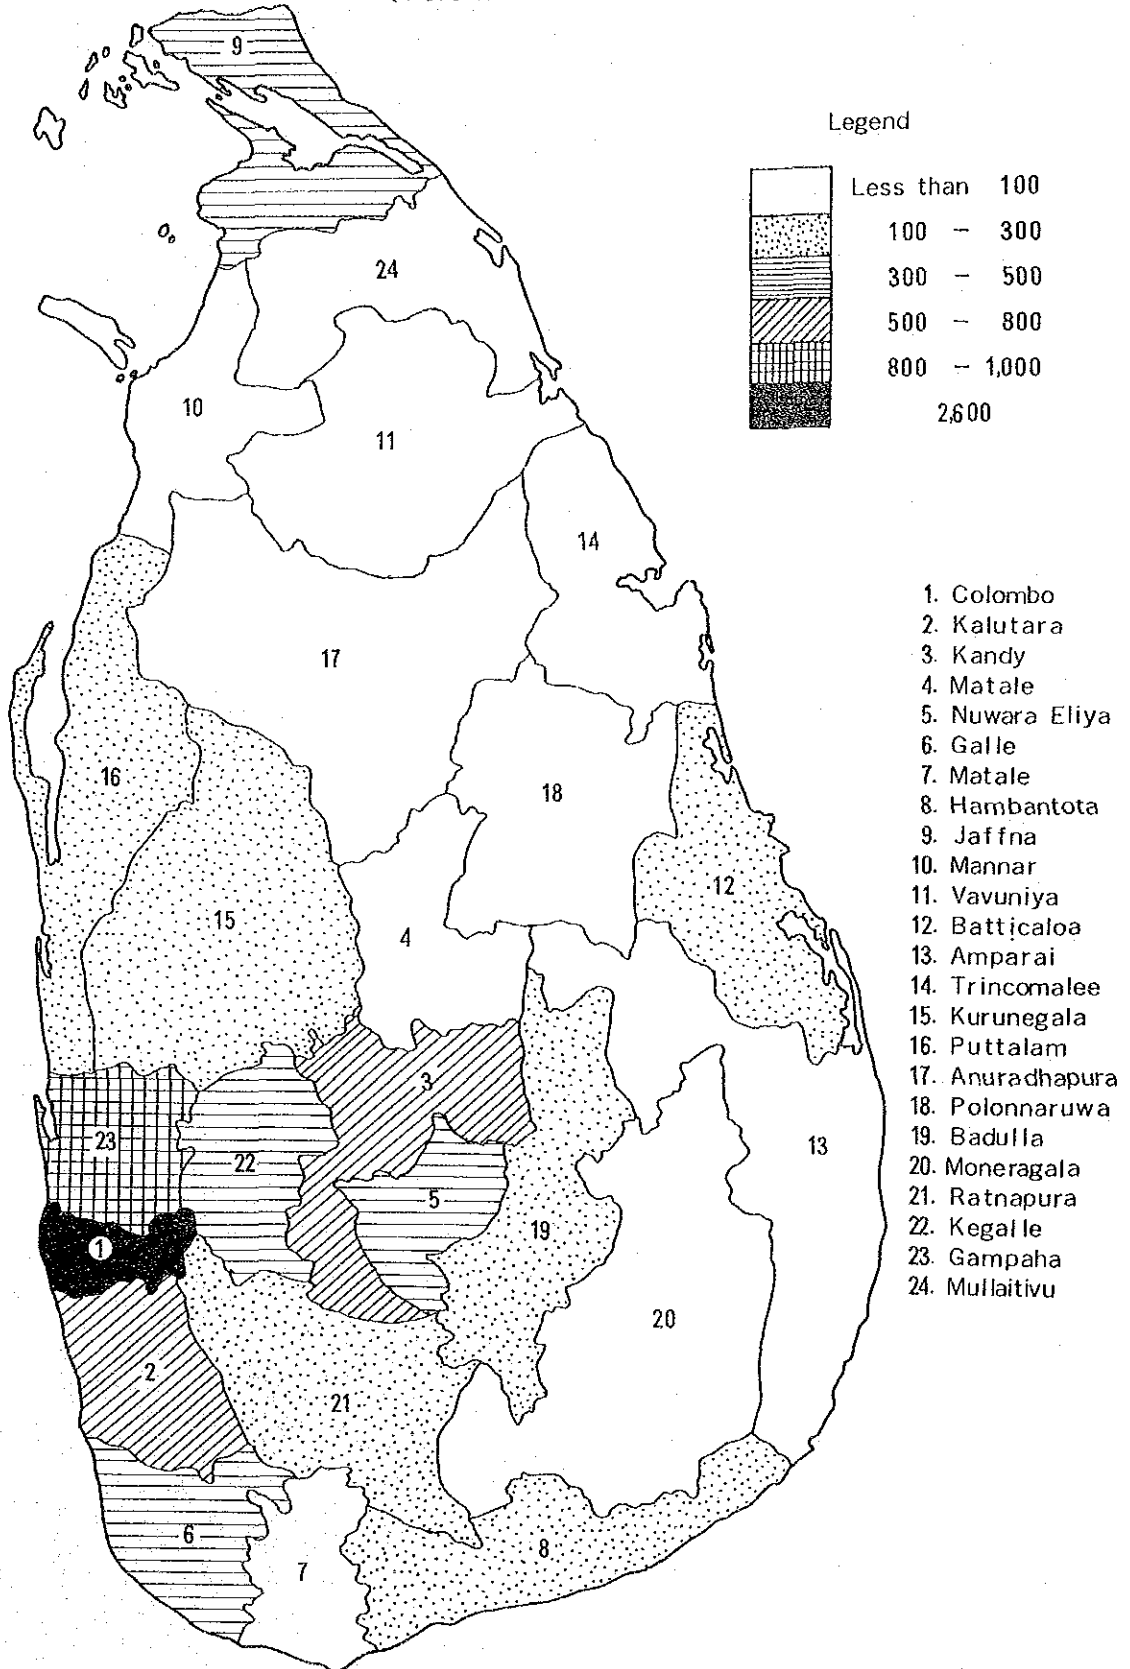 Legend
Less than 100
100 – 300
300 – 500
500 – 800
800 – 1,000
2,600
9
24
10
11
14
17
16
18
12
15
4
3
23
22
13
5
19
1
20
2
21
6
8
7
1. Colombo
2. Kalutara
3. Kandy
4. Matale
5. Nuwara Eliya
6. Galle
7. Matale
8. Hambantota
9. Jaffna
10. Mannar
11. Vavuniya
12. Batticaloa
13. Amparai
14. Trincomalee
15. Kurunegala
16. Puttalam
17. Anuradhapura
18. Polonnaruwa
19. Badulla
20. Moneragala
21. Ratnapura
22. Kegalle
23. Gampaha
24. Mullaitivu